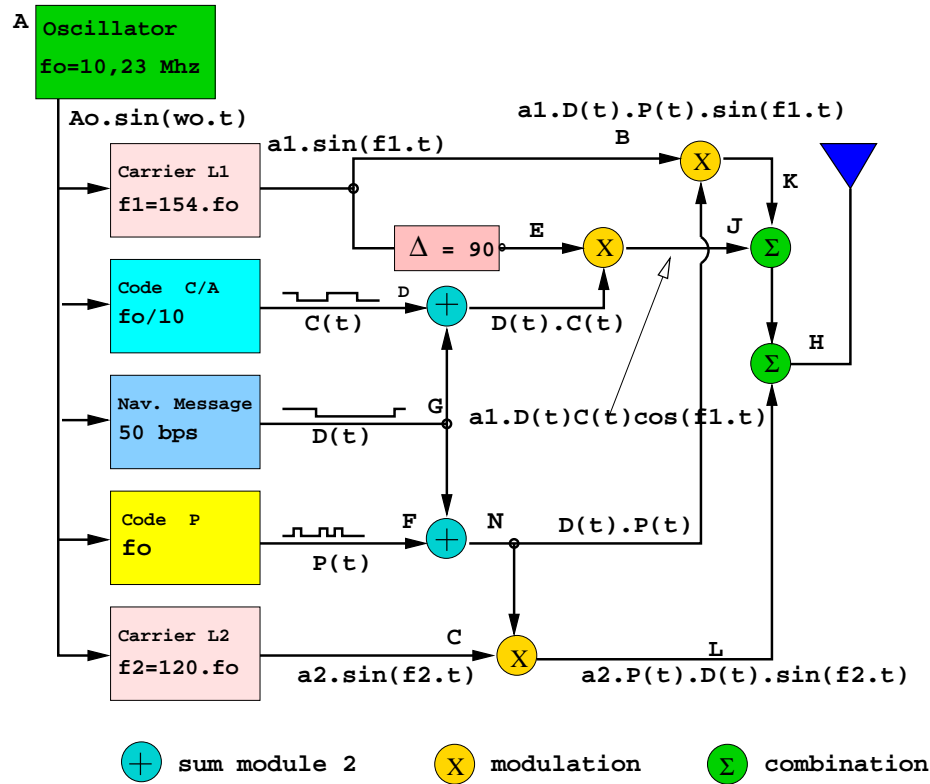 A
Oscillator
fo=10,23 Mhz
Ao.sin(wo.t)
a1.sin(f1.t)
a1.D(t).P(t).sin(f1.t)
B
X
K
Carrier L1
f1=154.fo
Δ = 90
E
X
J
Σ
Code C/A
fo/10
C(t)
D
+
D(t).C(t)
H
Σ
Nav. Message
50 bps
D(t)
G
a1.D(t)C(t)cos(f1.t)
Code P
fo
P(t)
F
+
N
D(t).P(t)
Carrier L2
f2=120.fo
C
a2.sin(f2.t)
X
L
a2.P(t).D(t).sin(f2.t)
+ sum module 2
X modulation
Σ combination